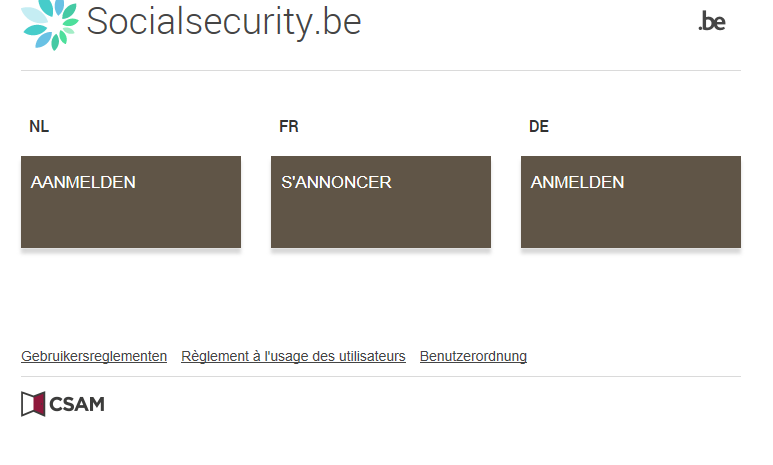 Socialsecurity.be
.be
NL
FR
DE
AANMELDEN
S'ANNONCER
ANMELDEN
Gebruikersreglementen Règlement à l'usage des utilisateurs Benutzerordnung
CSAM